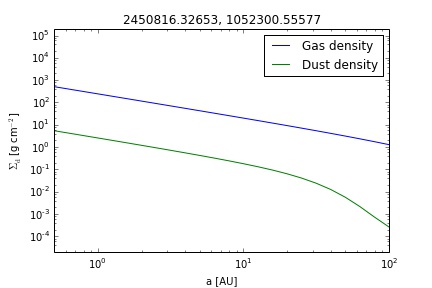 2450816.32653, 1052300.55577
Gas density
Dust density
10^5
10^4
10^3
10^2
10^1
10^0
10^-1
10^-2
10^-3
10^-4
Σ_d [g cm^-2]
10^0 10^1 10^2
a [AU]